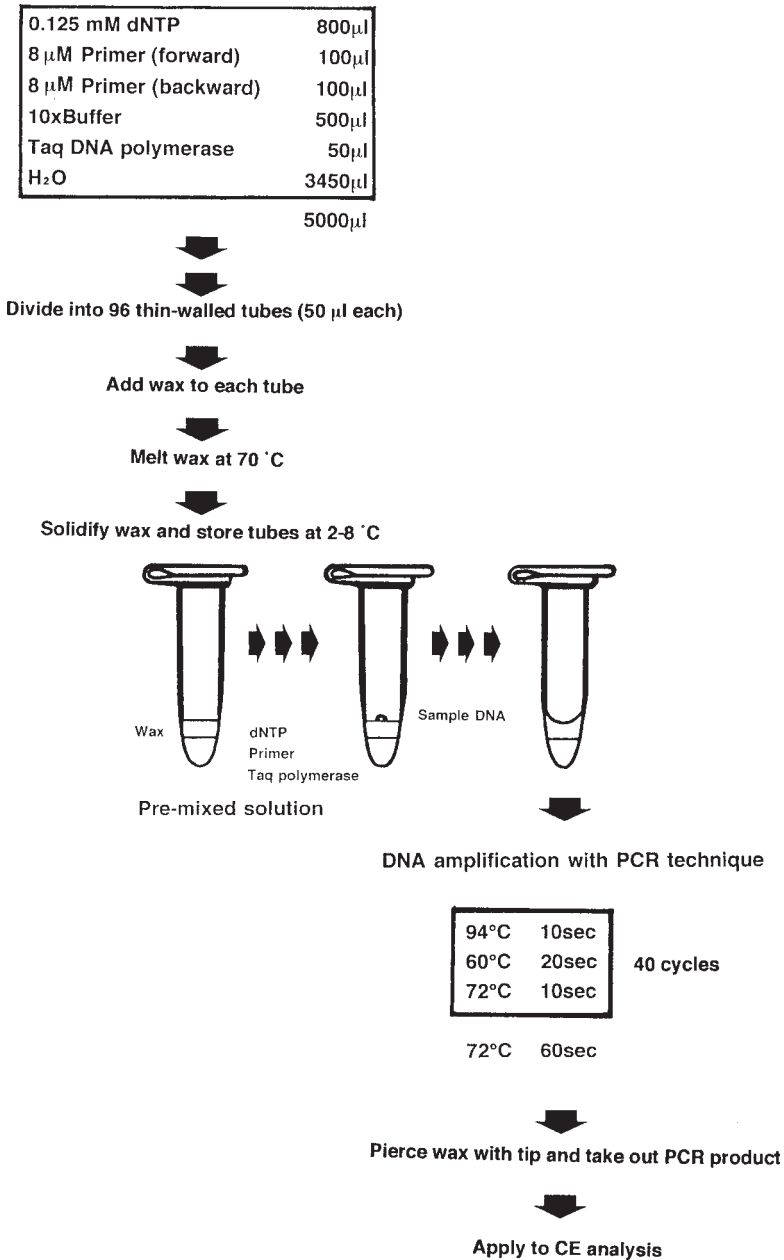 0.125 mM dNTP 800µl
8 µM Primer (forward) 100µl
8 µM Primer (backward) 100µl
10xBuffer 500µl
Taq DNA polymerase 50µl
H₂O 3450µl
5000µl
Divide into 96 thin-walled tubes (50 µl each)
Add wax to each tube
Melt wax at 70 °C
Solidify wax and store tubes at 2-8 °C
Wax
dNTP
Primer
Taq polymerase
Sample DNA
Pre-mixed solution
DNA amplification with PCR technique
94°C 10sec
60°C 20sec
72°C 10sec
40 cycles
72°C 60sec
Pierce wax with tip and take out PCR product
Apply to CE analysis